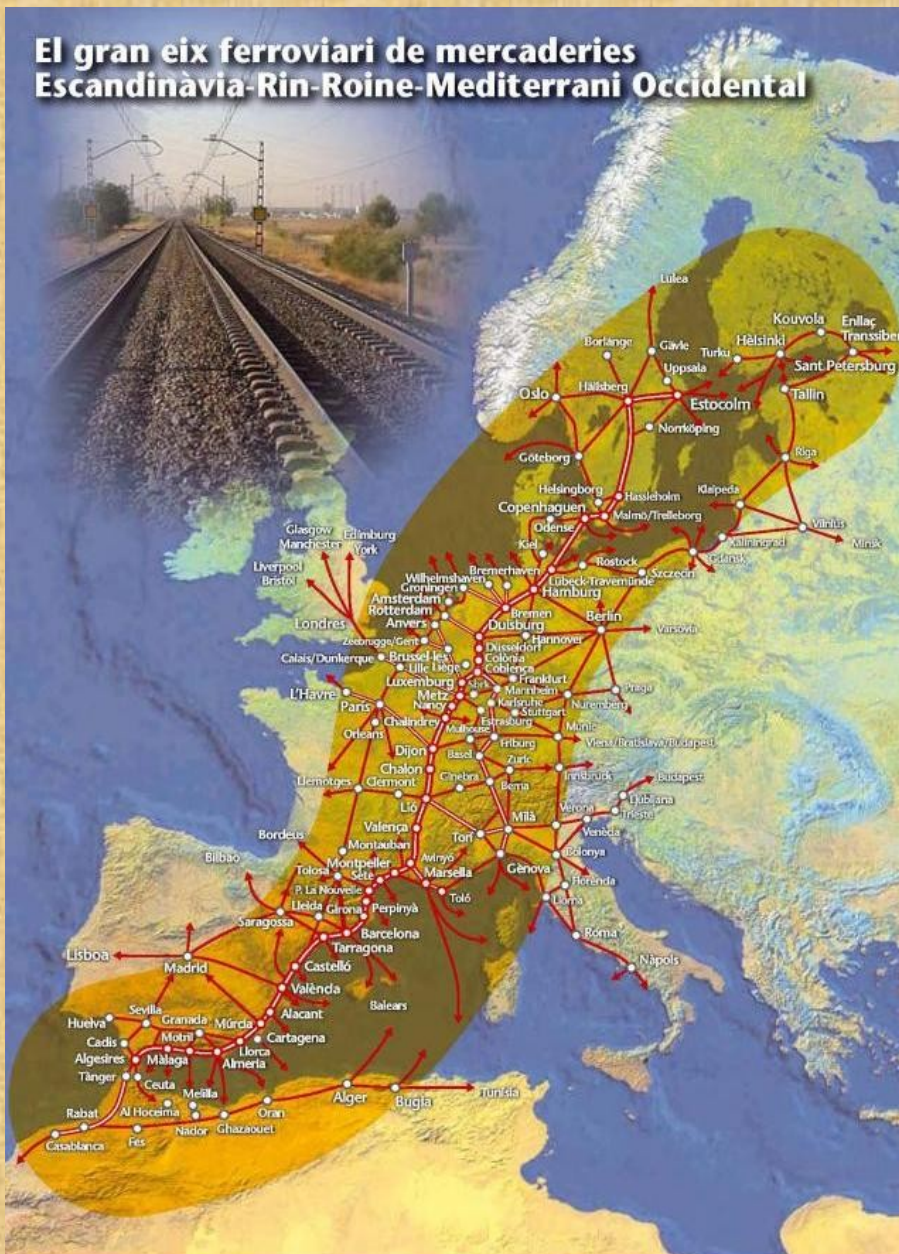 El gran eix ferroviari de mercaderies
Escandinàvia-Rin-Roine-Mediterrani Occidental
Lulea
Kouvola
Enllaç
Transsiber
Borlänge
Gävle
Turku
Hèlsinki
Sant Petersburg
Uppsala
Oslo
Hallsberg
Estocolm
Tallin
Norrköping
Göteborg
Riga
Helsingborg
Hassleholm
Klaipeda
Copenhaguen
Malmö/Trelleborg
Odense
Vilnius
Kaliningrad
Minsk
Gdansk
Kiel
Glasgow
Manchester
Edimburg
York
Rostock
Szczecin
Liverpool
Bristol
Wilhelmshaven
Bremerhaven
Groningen
Lübeck-Travemünde
Hamburg
Amsterdam
Rotterdam
Bremen
Anvers
Londres
Duisburg
Berlin
Varsòvia
Zeebrugge/Gent
Hannover
Düsseldorf
Calais/Dunkerque
Brussel·les
Colònia
Lille
Liège
Coblença
Luxemburg
Frankfurt
Mannheim
Praga
L'Havre
Metz
Karlsruhe
Nuremberg
París
Nancy
Stuttgart
Chalindrey
Estrasburg
Orleans
Mulhouse
Munic
Dijon
Basel
Friburg
Viena/Bratislava/Budapest
Zuric
Chalon
Llemotges
Clermont
Ginebra
Berna
Innsbruck
Budapest
Lió
Ljubljana
Verona
Trieste
Valença
Torí
Milà
Venècia
Bordeus
Montauban
Bolonya
Bilbao
Tolosa
Montpeller
Avinyó
Gènova
Sète
Marsella
Florència
P. La Nouvelle
Toló
Lleida
Girona
Perpinyà
Saragossa
Barcelona
Roma
Tarragona
Lisboa
Madrid
Castelló
Nàpols
València
Balears
Sevilla
Alacant
Huelva
Granada
Múrcia
Motril
Cadis
Cartagena
Llorca
Algesires
Màlaga
Almeria
Tànger
Ceuta
Melilla
Alger
Bugia
Tunísia
Rabat
Al Hoceima
Oran
Nador
Ghazaouet
Casablanca
Fes